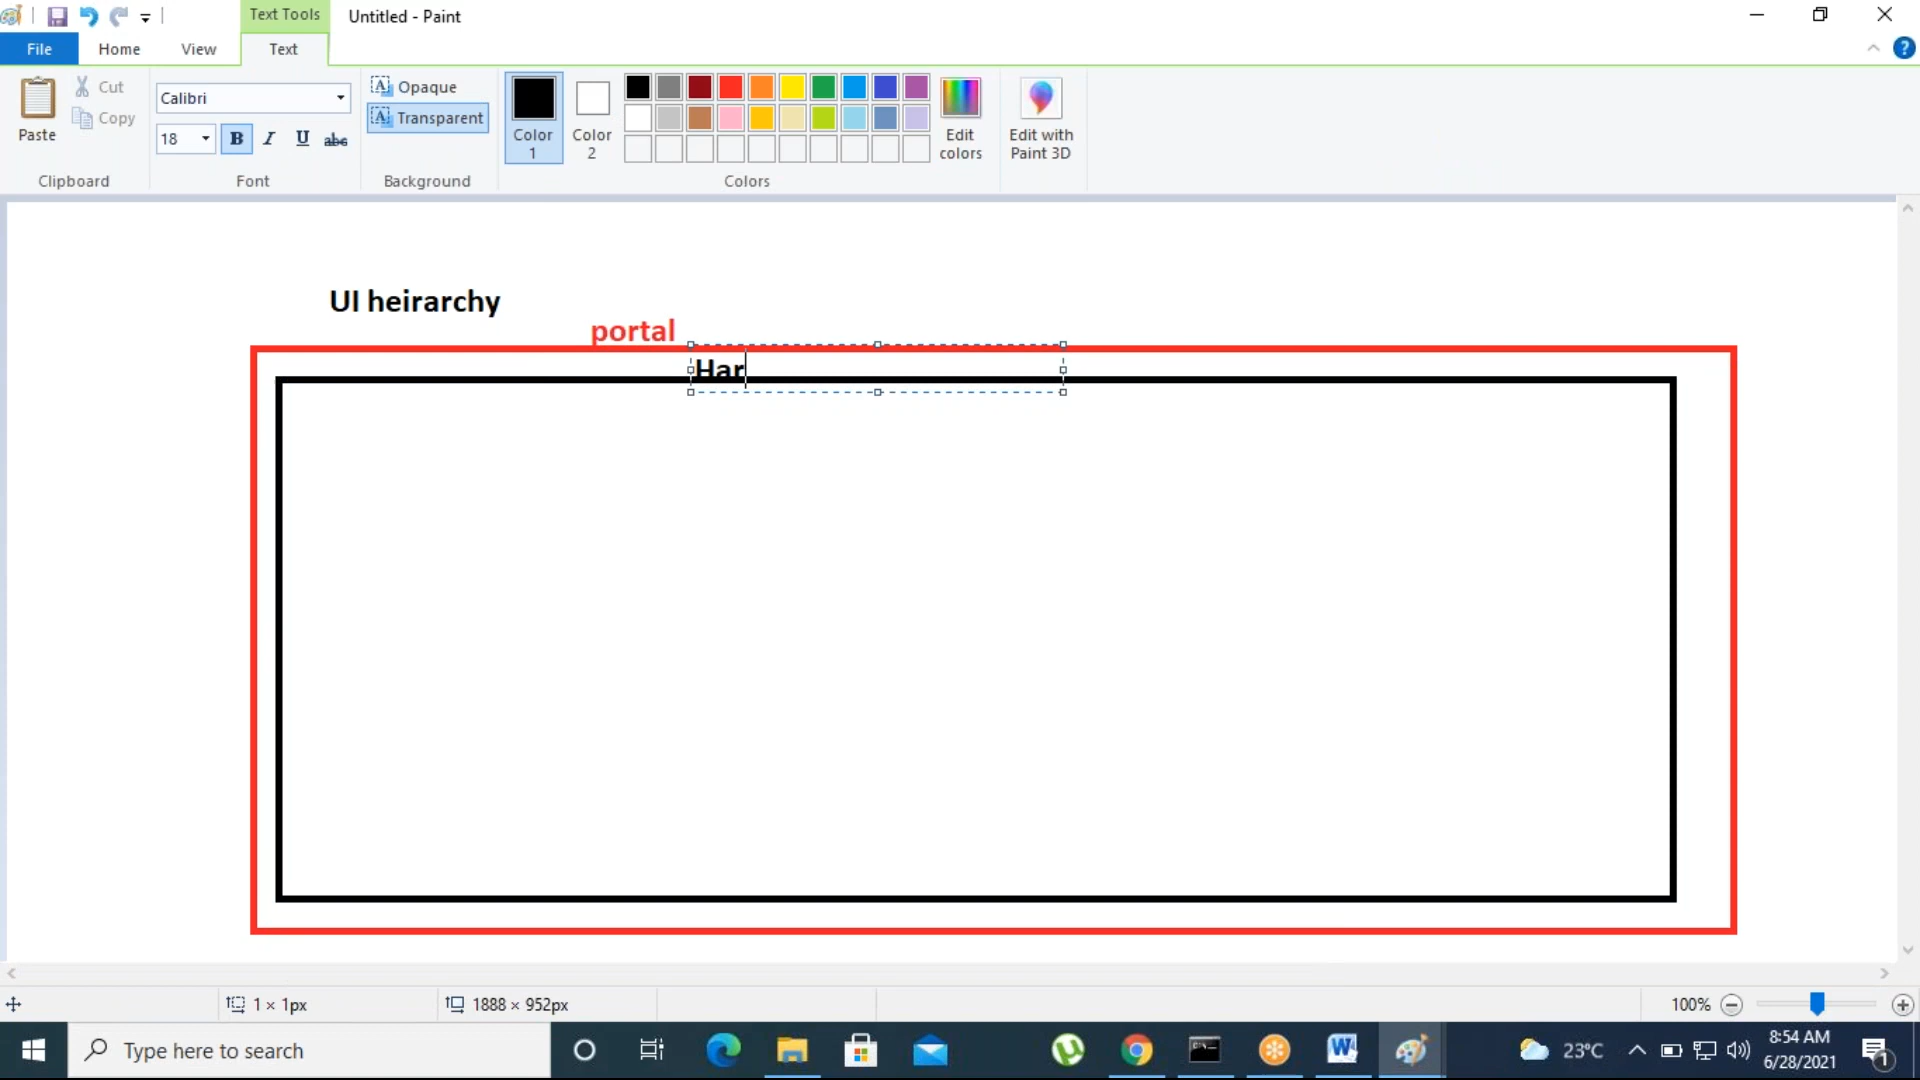 Text Tools
Untitled - Paint
File
Home
View
Text
?
Paste
Cut
Copy
Calibri
18
B
I
U
abc
A
Opaque
A
Transparent
Color
1
Color
2
Edit
colors
Edit with
Paint 3D
Clipboard
Font
Background
Colors
UI heirarchy
portal
Har
1 × 1px
1888 × 952px
100%
Type here to search
23°C
8:54 AM
6/28/2021
1